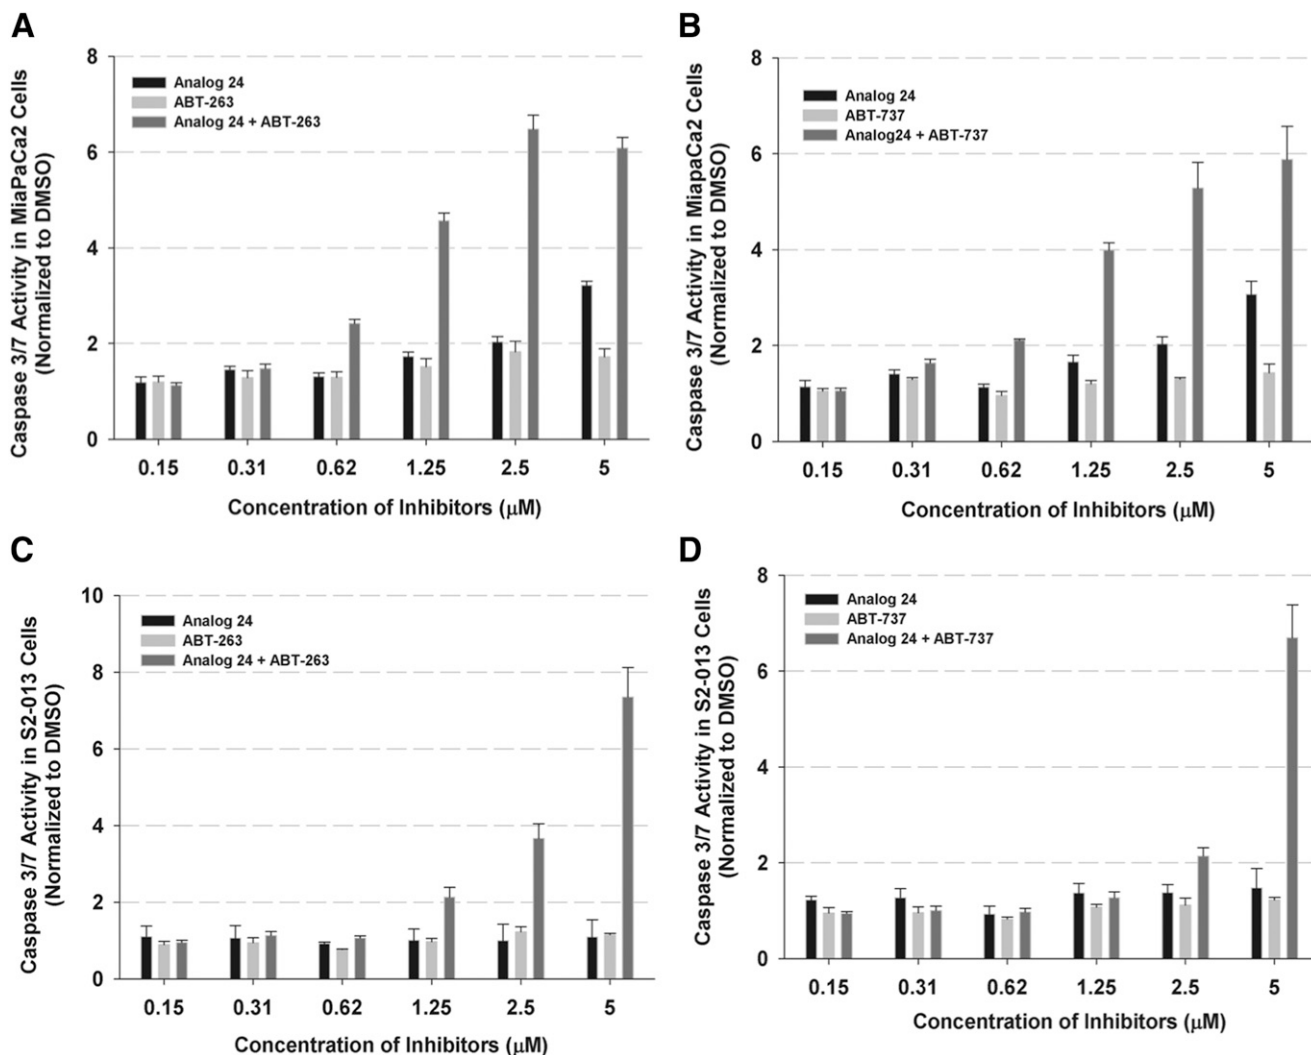 A
Caspase 3/7 Activity in MiaPaCa2 Cells
(Normalized to DMSO)
8
6
4
2
0
Analog 24
ABT-263
Analog 24 + ABT-263
0.15 0.31 0.62 1.25 2.5 5
Concentration of Inhibitors (μM)
B
Caspase 3/7 Activity in MiapaCa2 Cells
(Normalized to DMSO)
8
6
4
2
0
Analog 24
ABT-737
Analog24 + ABT-737
0.15 0.31 0.62 1.25 2.5 5
Concentration of Inhibitors (μM)
C
Caspase 3/7 Activity in S2-013 Cells
(Normalized to DMSO)
10
8
6
4
2
0
Analog 24
ABT-263
Analog 24 + ABT-263
0.15 0.31 0.62 1.25 2.5 5
Concentration of Inhibitors (μM)
D
Caspase 3/7 Activity in S2-013 Cells
(Normalized to DMSO)
8
6
4
2
0
Analog 24
ABT-737
Analog 24 + ABT-737
0.15 0.31 0.62 1.25 2.5 5
Concentration of Inhibitors (μM)